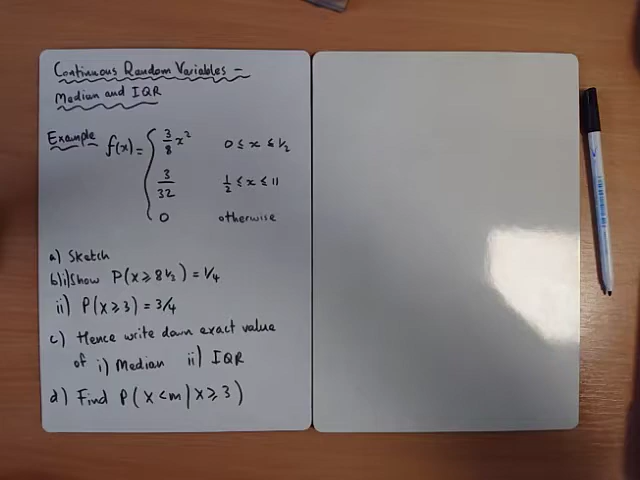 Continuous Random Variables -
Median and IQR
Example f(x) = { 3/8 x² 0 ≤ x ≤ 1/2
3/32 1/2 ≤ x ≤ 11
0 otherwise
a) Sketch
b)i) Show P(X ≥ 8 1/2) = 1/4
ii) P(X ≥ 3) = 3/4
c) Hence write down exact value
of i) Median ii) IQR
d) Find P(X < m | X ≥ 3)